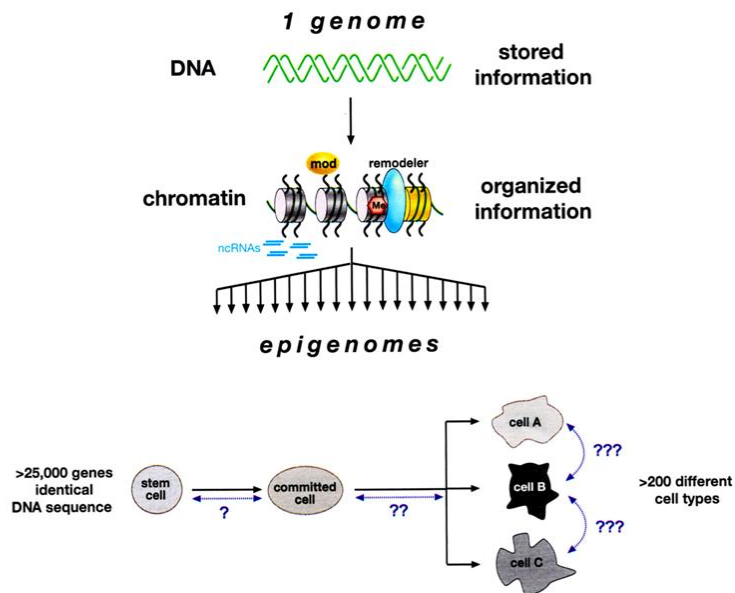 1 genome
DNA
stored
information
mod
remodeler
chromatin
Me
organized
information
ncRNAs
epigenomes
cell A
???
>25,000 genes
identical
DNA sequence
stem
cell
?
committed
cell
??
cell B
>200 different
cell types
???
cell C